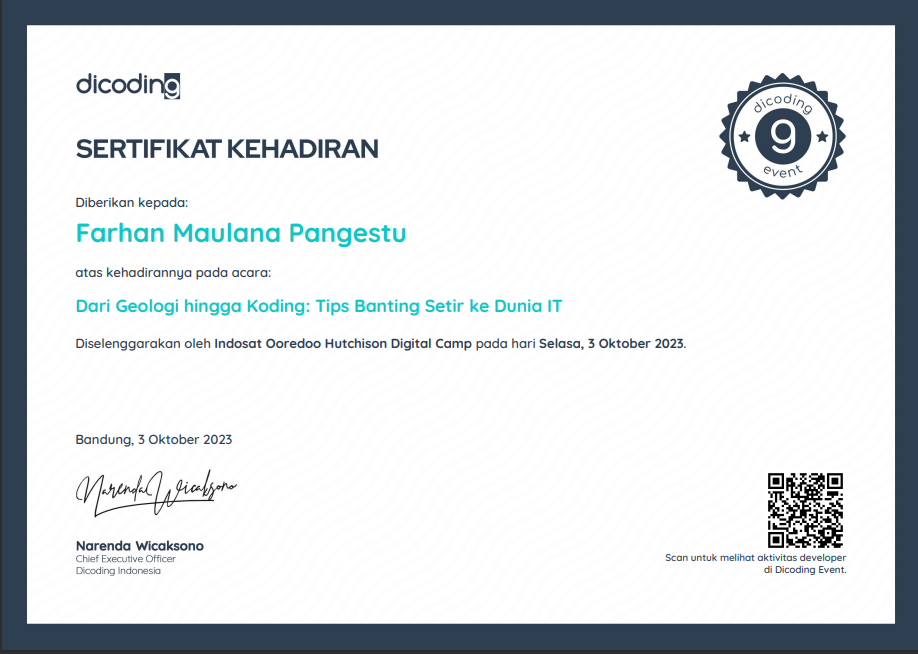 dicoding
SERTIFIKAT KEHADIRAN
dicoding
9
event
Diberikan kepada:
Farhan Maulana Pangestu
atas kehadirannya pada acara:
Dari Geologi hingga Koding: Tips Banting Setir ke Dunia IT
Diselenggarakan oleh Indosat Ooredoo Hutchison Digital Camp pada hari Selasa, 3 Oktober 2023.
Bandung, 3 Oktober 2023
Narenda Wicaksono
Narenda Wicaksono
Chief Executive Officer
Dicoding Indonesia
Scan untuk melihat aktivitas developer
di Dicoding Event.